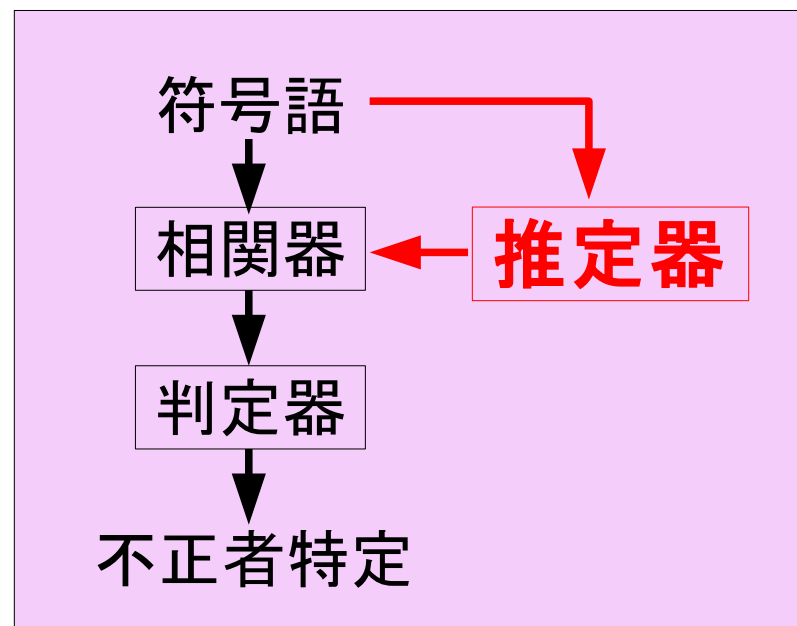 符号語
相関器
推定器
判定器
不正者特定